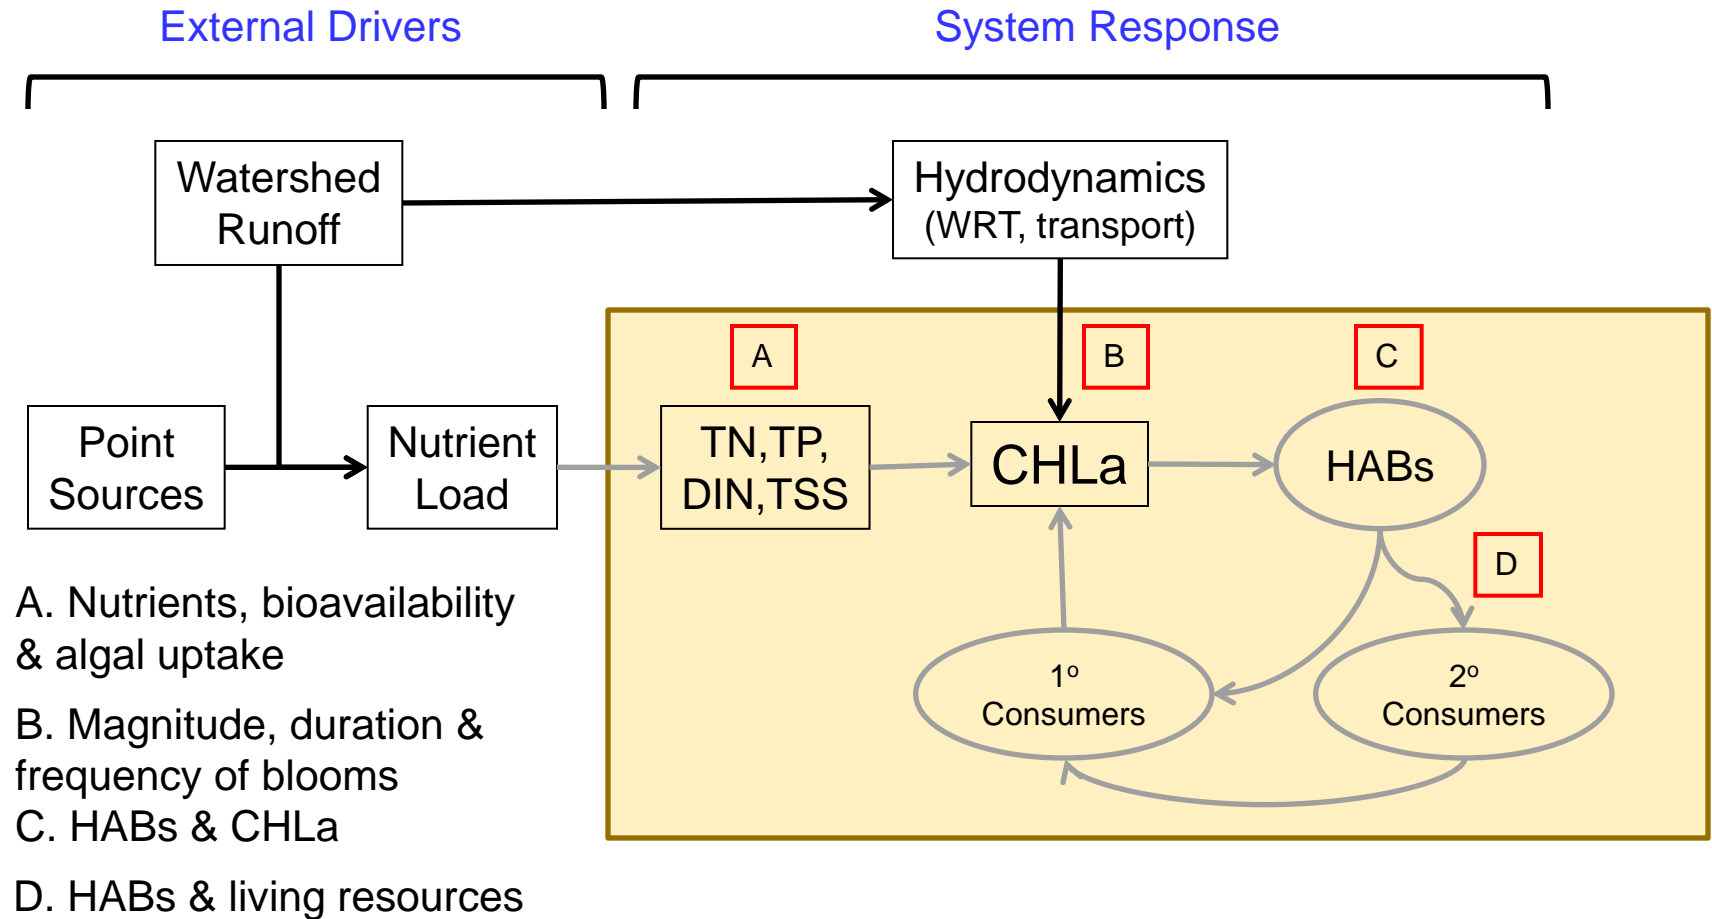 External Drivers
System Response
Watershed
Runoff
Hydrodynamics
(WRT, transport)
A
B
C
Point
Sources
Nutrient
Load
TN,TP,
DIN,TSS
CHLa
HABs
D
1º
Consumers
2º
Consumers
A. Nutrients, bioavailability
& algal uptake
B. Magnitude, duration &
frequency of blooms
C. HABs & CHLa
D. HABs & living resources